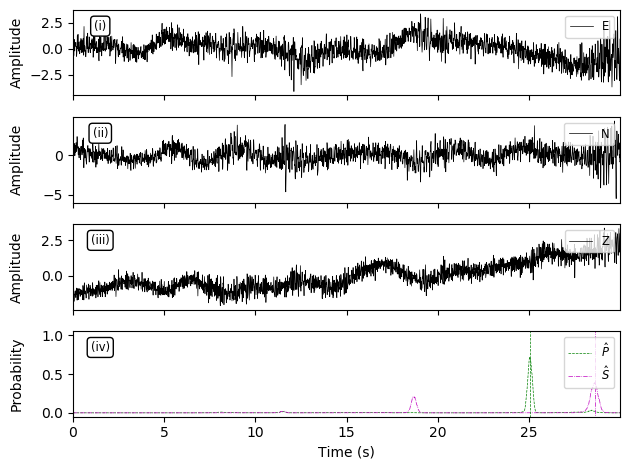 (i)
E
Amplitude
2.5
0.0
−2.5
(ii)
N
Amplitude
0
−5
(iii)
Z
Amplitude
2.5
0.0
(iv)
P̂
Ŝ
Probability
1.0
0.5
0.0
0 5 10 15 20 25
Time (s)